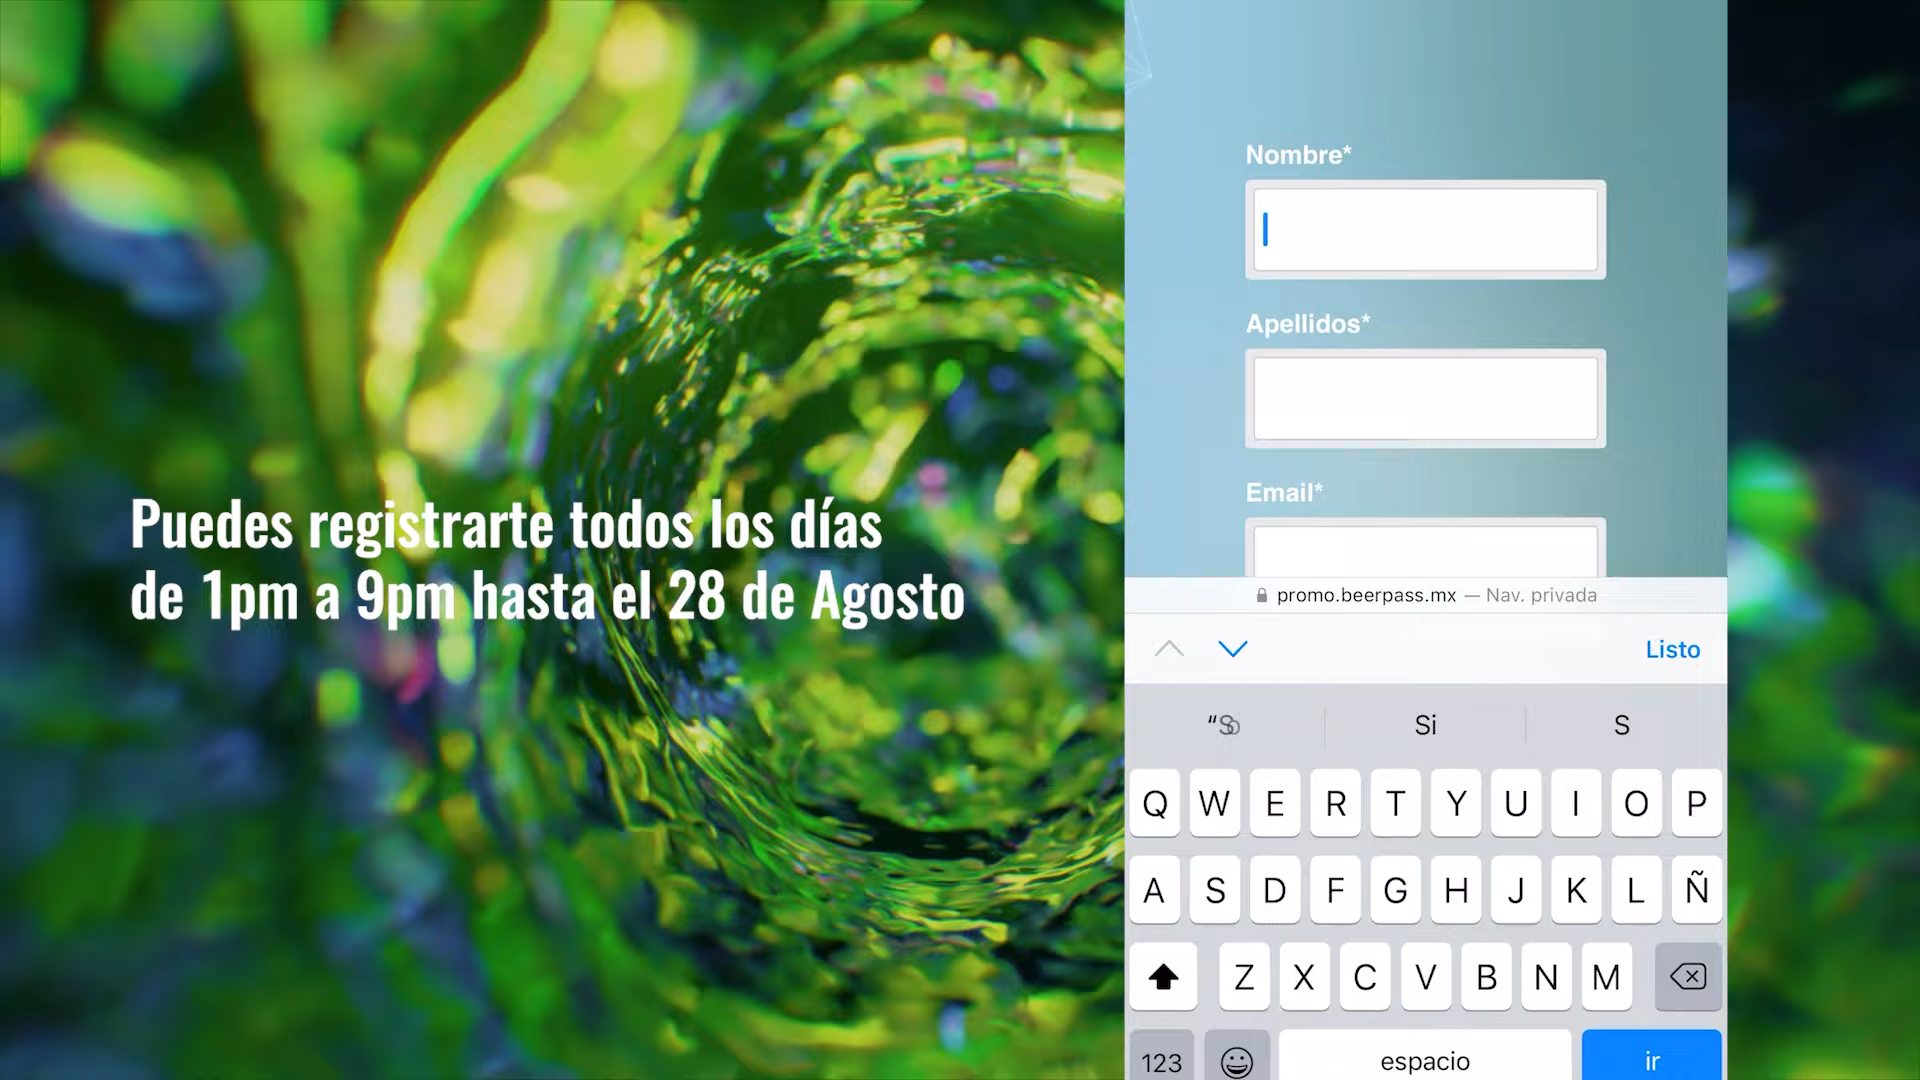 Puedes registrarte todos los días
de 1pm a 9pm hasta el 28 de Agosto
Nombre*
Apellidos*
Email*
promo.beerpass.mx — Nav. privada
Listo
Si
S
Q W E R T Y U I O P
A S D F G H J K L Ñ
Z X C V B N M
123
espacio
ir